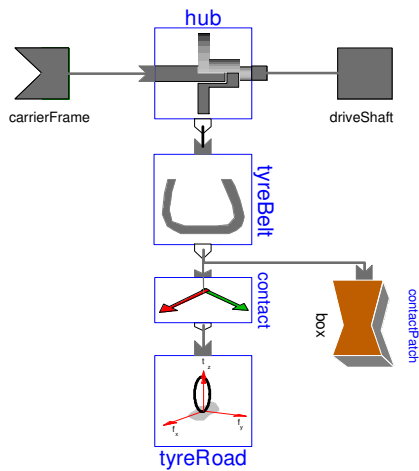 hub
carrierFrame
driveShaft
tyreBelt
contact
contactPatch
box
t z
f x
f y
tyreRoad